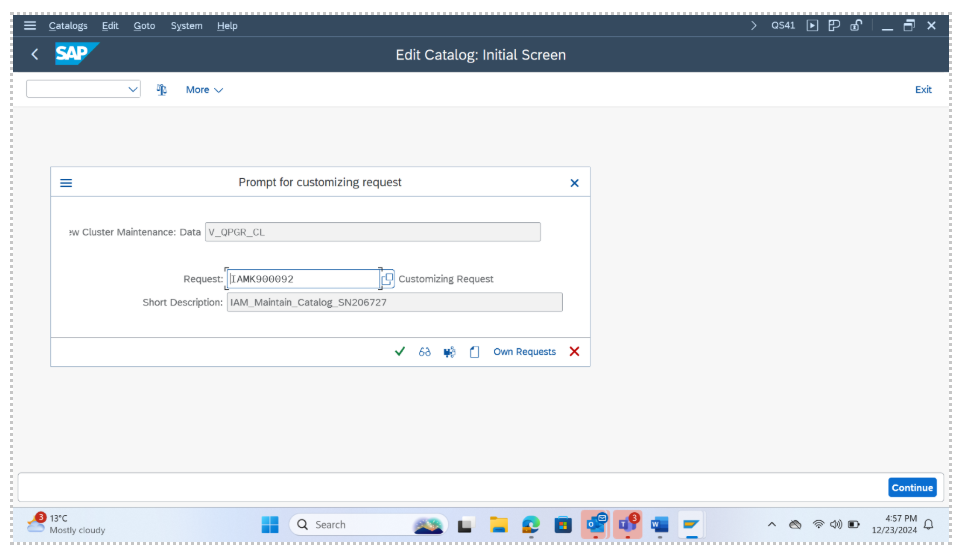 Catalogs Edit Goto System Help QS41
SAP Edit Catalog: Initial Screen
More Exit
Prompt for customizing request
ew Cluster Maintenance: Data V_QPGR_CL
Request: IAMK900092 Customizing Request
Short Description: IAM_Maintain_Catalog_SN206727
Own Requests
Continue
3 13°C Search 3 4:57 PM
Mostly cloudy 12/23/2024